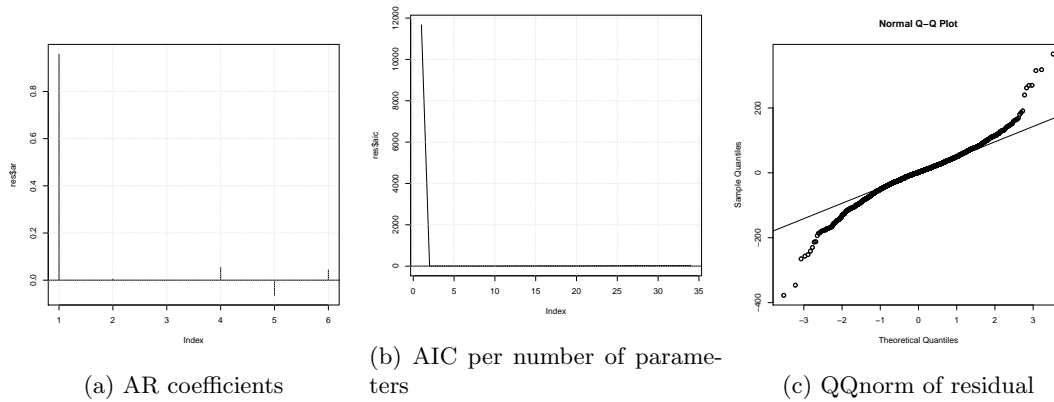 res$ar
0.0 0.2 0.4 0.6 0.8
1 2 3 4 5 6
Index
(a) AR coefficients
res$aic
0 2000 4000 6000 8000 10000 12000
0 5 10 15 20 25 30 35
Index
(b) AIC per number of parame-
ters
Normal Q−Q Plot
Sample Quantiles
−400 −200 0 200
−3 −2 −1 0 1 2 3
Theoretical Quantiles
(c) QQnorm of residual